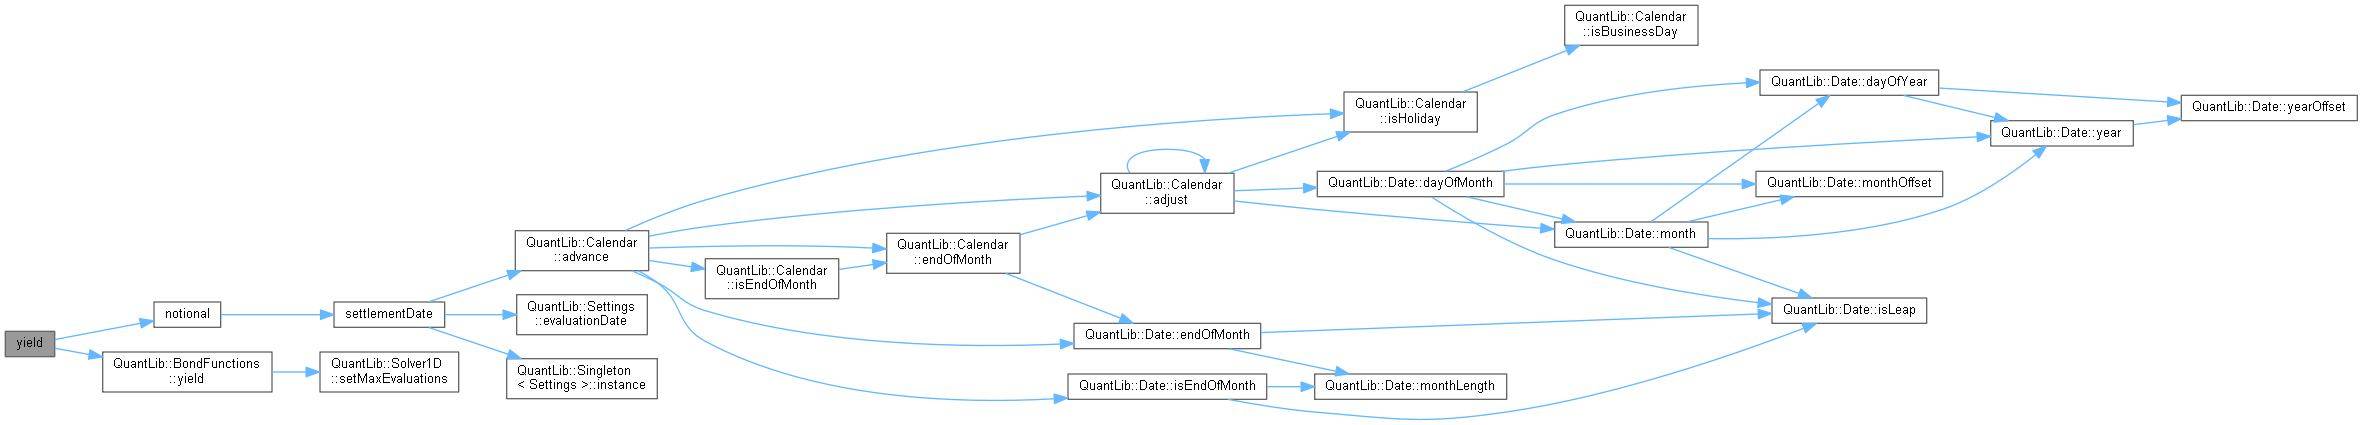 yield
notional
QuantLib::BondFunctions
::yield
settlementDate
QuantLib::Solver1D
::setMaxEvaluations
QuantLib::Calendar
::advance
QuantLib::Settings
::evaluationDate
QuantLib::Singleton
< Settings >::instance
QuantLib::Calendar
::isEndOfMonth
QuantLib::Calendar
::endOfMonth
QuantLib::Calendar
::adjust
QuantLib::Date::endOfMonth
QuantLib::Date::isEndOfMonth
QuantLib::Calendar
::isHoliday
QuantLib::Date::dayOfMonth
QuantLib::Date::monthLength
QuantLib::Calendar
::isBusinessDay
QuantLib::Date::month
QuantLib::Date::dayOfYear
QuantLib::Date::monthOffset
QuantLib::Date::isLeap
QuantLib::Date::year
QuantLib::Date::yearOffset